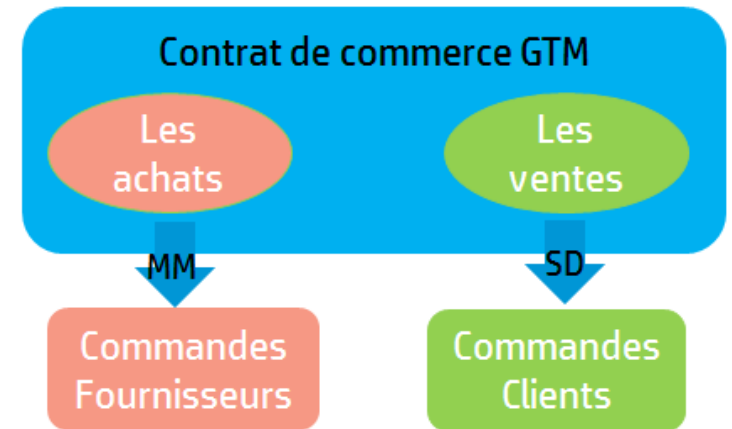 Contrat de commerce GTM
Les
achats
Les
ventes
MM
SD
Commandes
Fournisseurs
Commandes
Clients